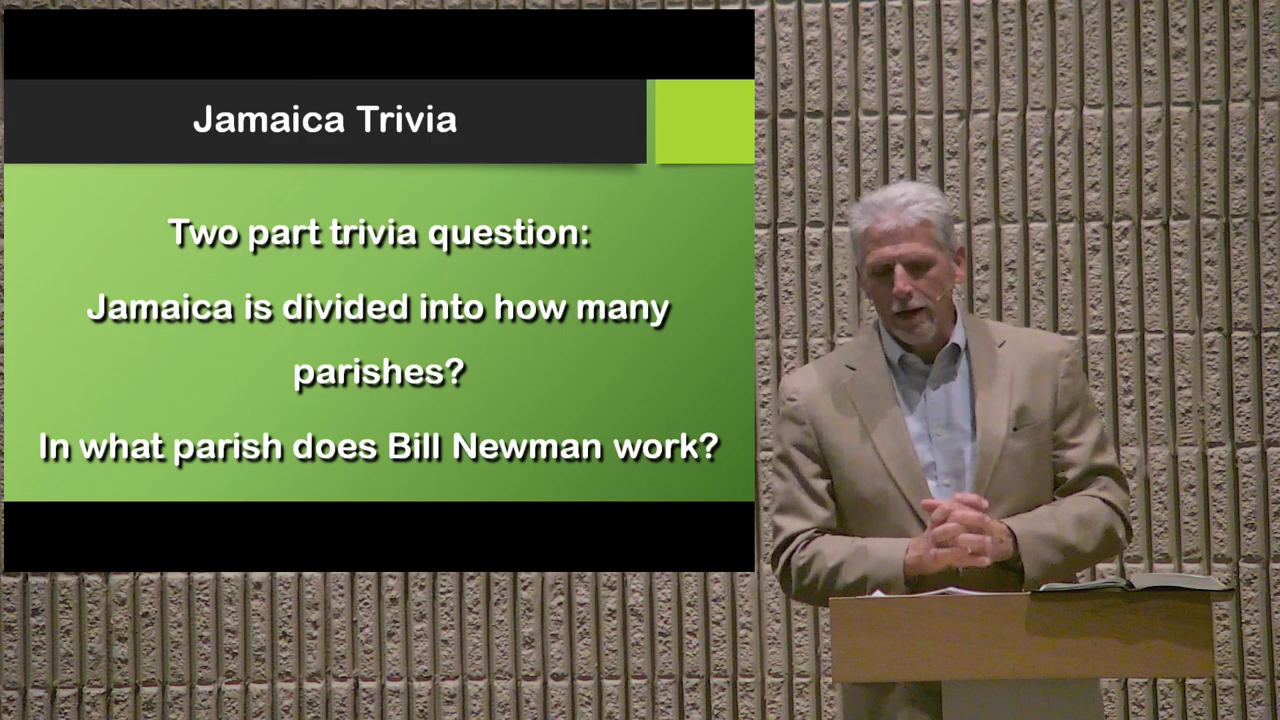 Jamaica Trivia
Two part trivia question:
Jamaica is divided into how many
parishes?
In what parish does Bill Newman work?